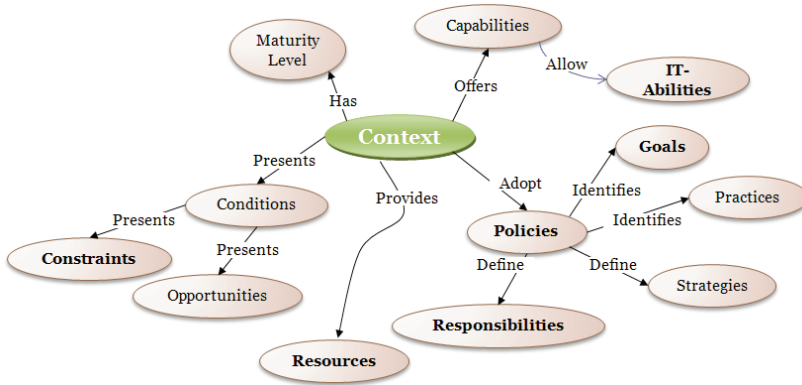 Capabilities
Maturity
Level
Allow
IT-
Abilities
Offers
Has
Context
Goals
Presents
Adopt
Identifies
Practices
Conditions
Provides
Presents
Identifies
Policies
Constraints
Presents
Define
Define
Opportunities
Strategies
Responsibilities
Resources